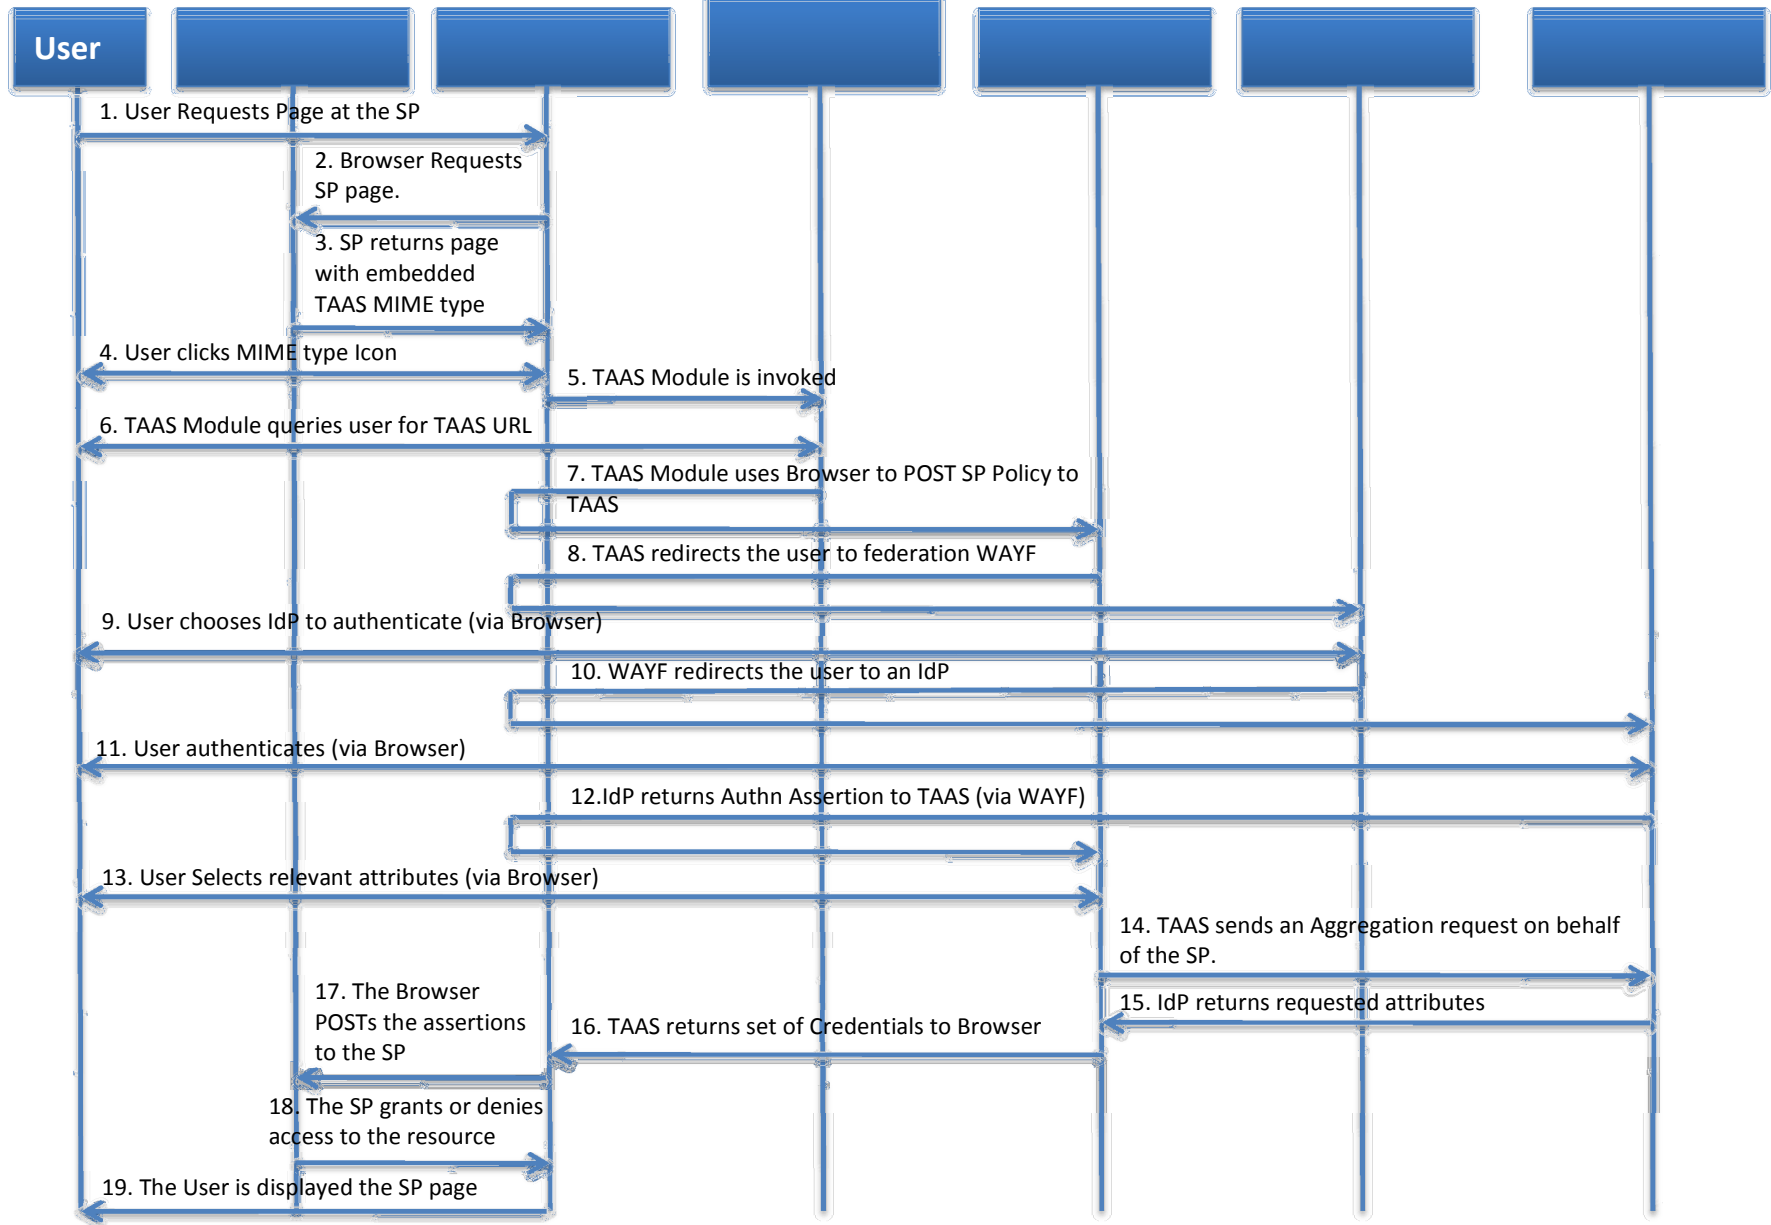 User
1. User Requests Page at the SP
2. Browser Requests
SP page.
3. SP returns page
with embedded
TAAS MIME type
4. User clicks MIME type Icon
5. TAAS Module is invoked
6. TAAS Module queries user for TAAS URL
7. TAAS Module uses Browser to POST SP Policy to
TAAS
8. TAAS redirects the user to federation WAYF
9. User chooses IdP to authenticate (via Browser)
10. WAYF redirects the user to an IdP
11. User authenticates (via Browser)
12.IdP returns Authn Assertion to TAAS (via WAYF)
13. User Selects relevant attributes (via Browser)
14. TAAS sends an Aggregation request on behalf
of the SP.
15. IdP returns requested attributes
16. TAAS returns set of Credentials to Browser
17. The Browser
POSTs the assertions
to the SP
18. The SP grants or denies
access to the resource
19. The User is displayed the SP page